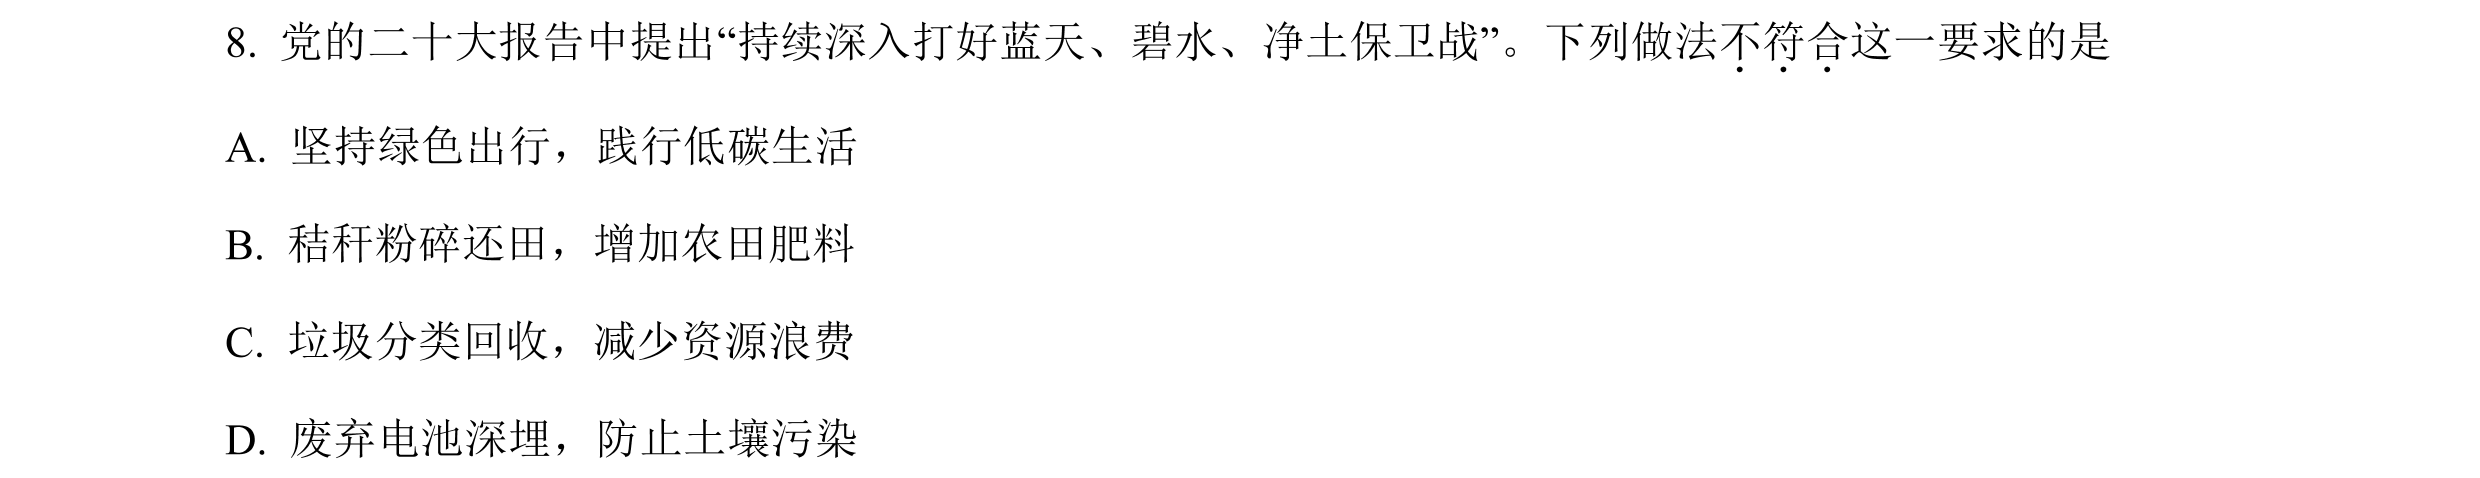 8. 党的二十大报告中提出“持续深入打好蓝天、碧水、净土保卫战”。下列做法不符合这一要求的是
A. 坚持绿色出行，践行低碳生活
B. 秸秆粉碎还田，增加农田肥料
C. 垃圾分类回收，减少资源浪费
D. 废弃电池深埋，防止土壤污染